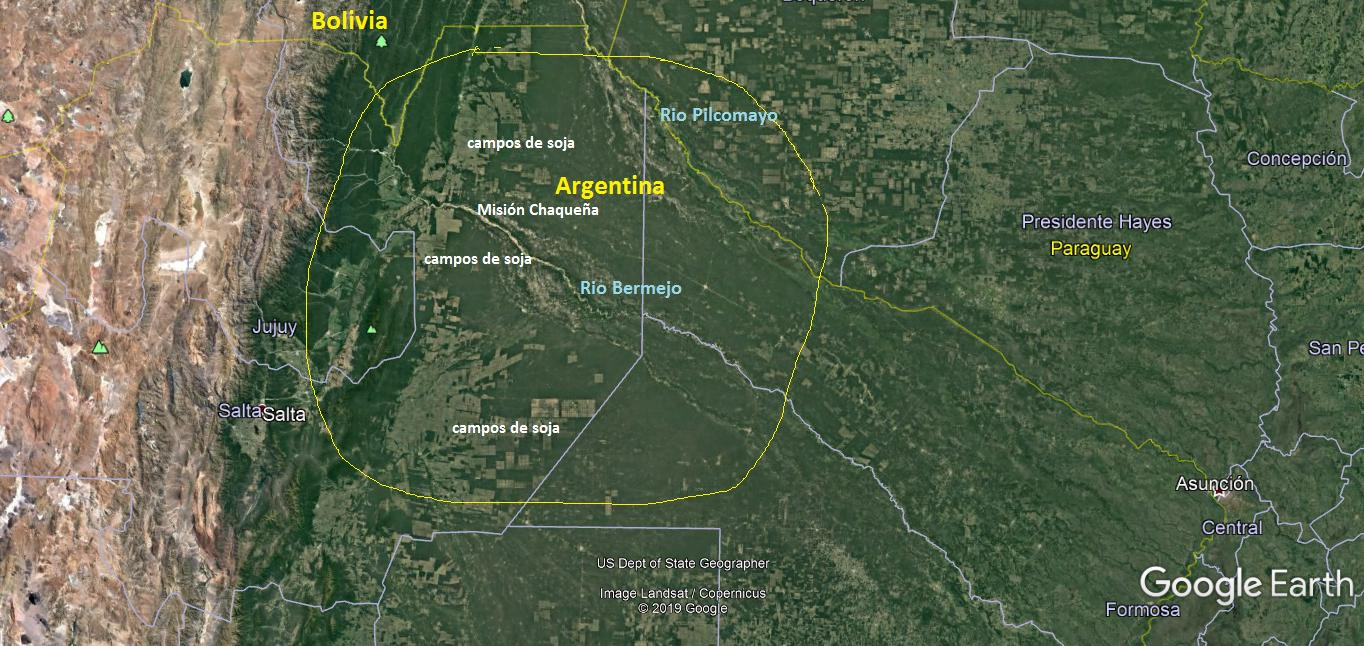 Bolivia
Rio Pilcomayo
campos de soja
Concepción
Argentina
Misión Chaqueña
Presidente Hayes
Paraguay
campos de soja
Rio Bermejo
Jujuy
San Pe
Salta
Salta
campos de soja
Asunción
Central
US Dept of State Geographer
Image Landsat / Copernicus
© 2019 Google
Google Earth
Formosa